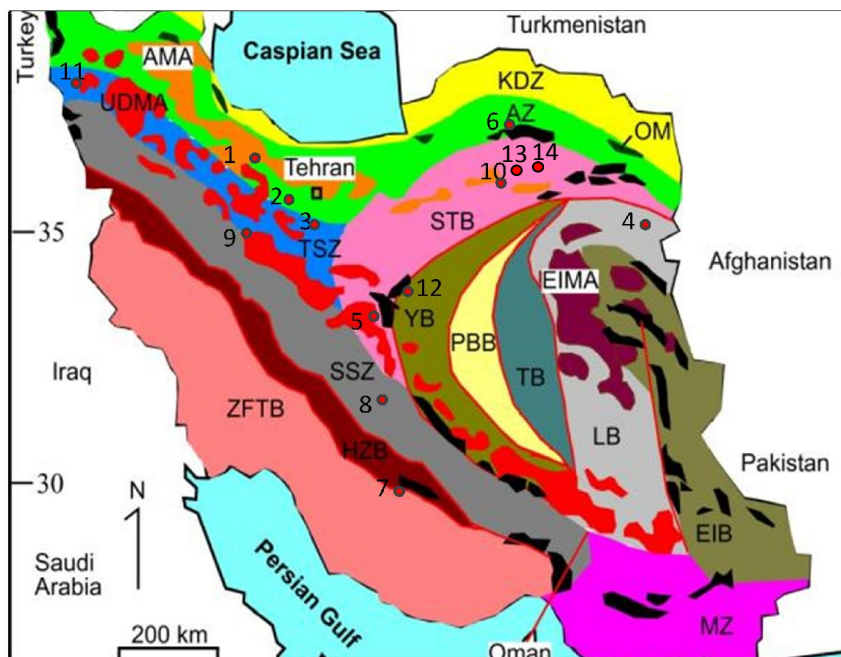 Turkey
Caspian Sea
Turkmenistan
AMA
KDZ
11
UDMA
6
AZ
OM
1
Tehran
13
14
10
2
35
9
3
TSZ
STB
4
Afghanistan
12
EIMA
5
YB
PBB
Iraq
SSZ
TB
ZFTB
8
LB
HZB
Pakistan
30
7
N
EIB
Saudi
Arabia
Persian Gulf
200 km
MZ
Oman